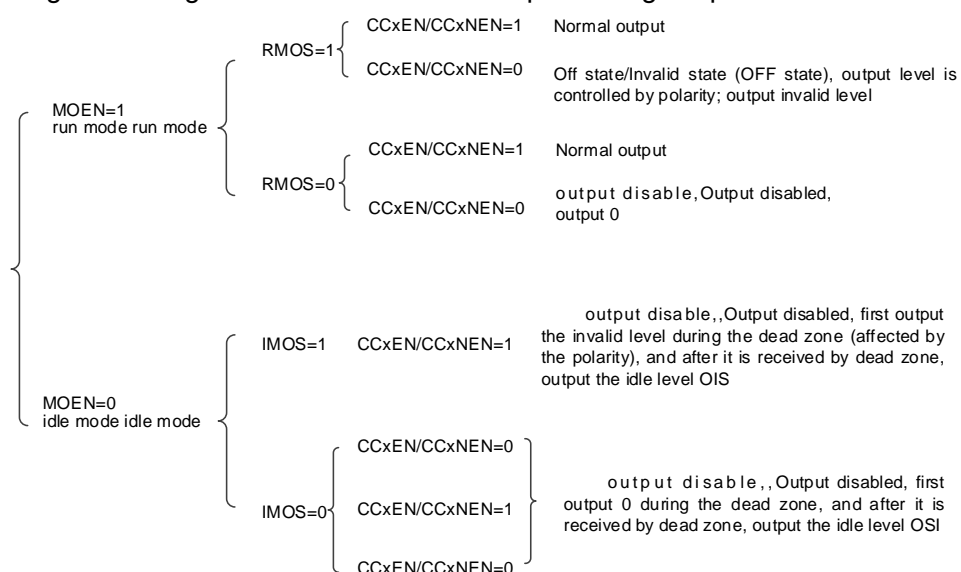 RMOS=1
CCxEN/CCxNEN=1 Normal output
CCxEN/CCxNEN=0 Off state/Invalid state (OFF state), output level is
controlled by polarity; output invalid level
MOEN=1
run mode run mode
RMOS=0
CCxEN/CCxNEN=1 Normal output
CCxEN/CCxNEN=0 output disable,Output disabled,
output 0
MOEN=0
idle mode idle mode
IMOS=1 CCxEN/CCxNEN=1
output disable,,Output disabled, first output
the invalid level during the dead zone (affected by
the polarity), and after it is received by dead zone,
output the idle level OIS
IMOS=0
CCxEN/CCxNEN=0
CCxEN/CCxNEN=1
CCxEN/CCxNEN=0
output disable,,Output disabled, first
output 0 during the dead zone, and after it is
received by dead zone, output the idle level OSI